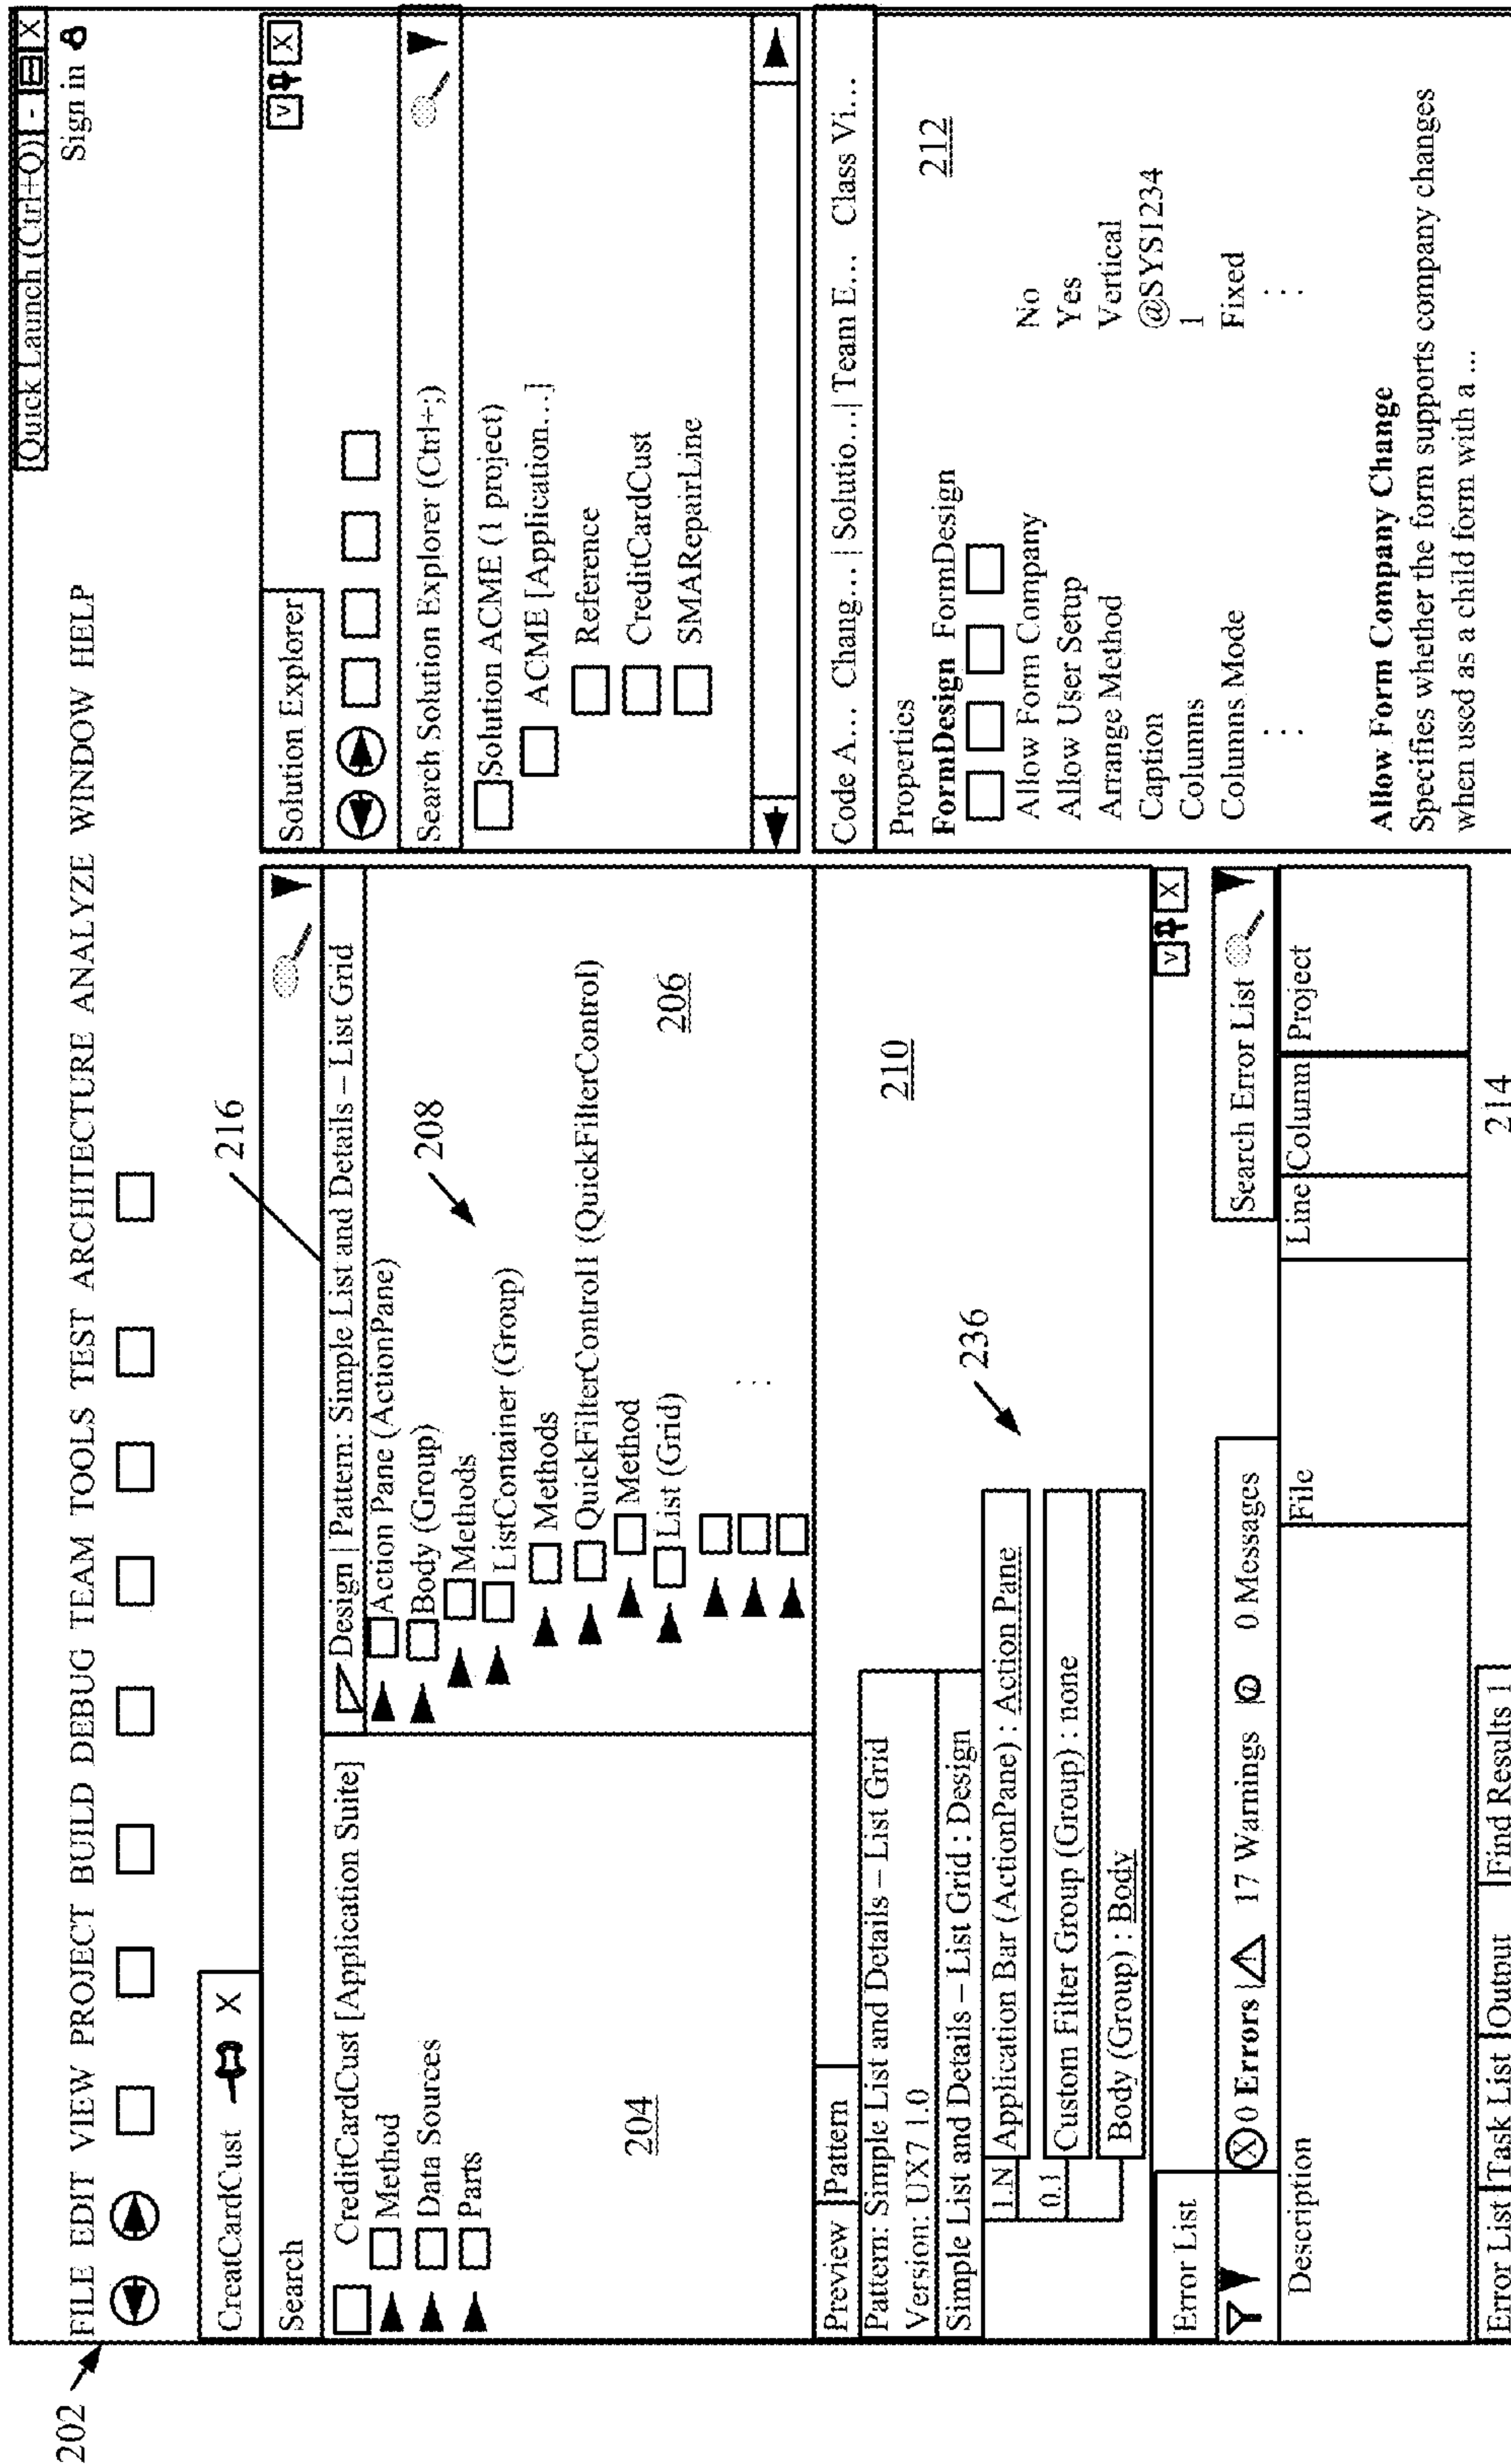 202
Quick Launch (Ctrl+Q) - X
FILE EDIT VIEW PROJECT BUILD DEBUG TEAM TOOLS TEST ARCHITECTURE ANALYZE WINDOW HELP
Sign in
CreatCardCust X
216
Search
CreditCardCust [Application Suite]
Method
Data Sources
Parts
204
Design | Pattern: Simple List and Details – List Grid
Action Pane (ActionPane)
Body (Group)
Methods
ListContainer (Group)
Methods
QuickFilterControl1 (QuickFilterControl)
Method
List (Grid)
208
206
Solution Explorer
V X
Search Solution Explorer (Ctrl+;)
Solution ACME (1 project)
ACME [Application...]
Reference
CreditCardCust
SMARepairLine
Preview Pattern
Pattern: Simple List and Details – List Grid
Version: UX7 1.0
Simple List and Details – List Grid : Design
1.N Application Bar (ActionPane) : Action Pane
0.1 Custom Filter Group (Group) : none
Body (Group) : Body
210
236
Code A... Chang... | Solutio...| Team E... Class Vi...
Properties
212
FormDesign FormDesign
Allow Form Company No
Allow User Setup Yes
Arrange Method Vertical
Caption @SYS1234
Columns 1
Columns Mode Fixed
Allow Form Company Change
Specifies whether the form supports company changes
when used as a child form with a ...
Error List
V X
X 0 Errors 17 Warnings 0 Messages
Search Error List
Description File Line Column Project
Error List Task List Output Find Results 1
214